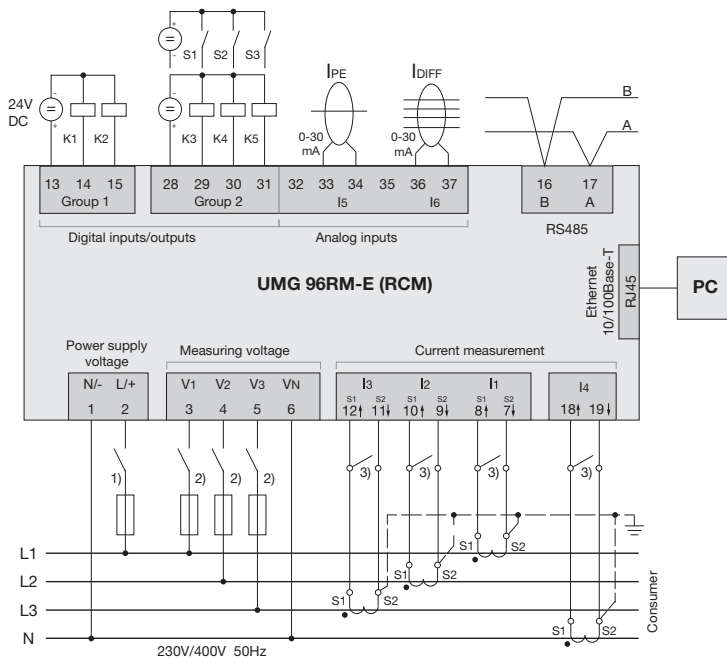 S1 S2 S3
24V
DC
K1 K2
K3 K4 K5
IPE
IDIFF
0-30
mA
0-30
mA
B
A
13 14 15
Group 1
28 29 30 31
Group 2
32 33 34 35 36 37
I5 I6
16 17
B A
RS485
Digital inputs/outputs
Analog inputs
UMG 96RM-E (RCM)
Ethernet
10/100Base-T
RJ45
PC
Power supply
voltage
Measuring voltage
Current measurement
N/- L/+
1 2
V1 V2 V3 VN
3 4 5 6
I3 I2 I1
S1 S2 S1 S2 S1 S2
12↑ 11↓ 10↑ 9↓ 8↑ 7↓
I4
18↑ 19↓
1) 2) 2) 2) 3) 3) 3) 3)
L1
S1 S2
L2
S1 S2
L3
S1 S2
N
S1 S2
230V/400V 50Hz
Consumer